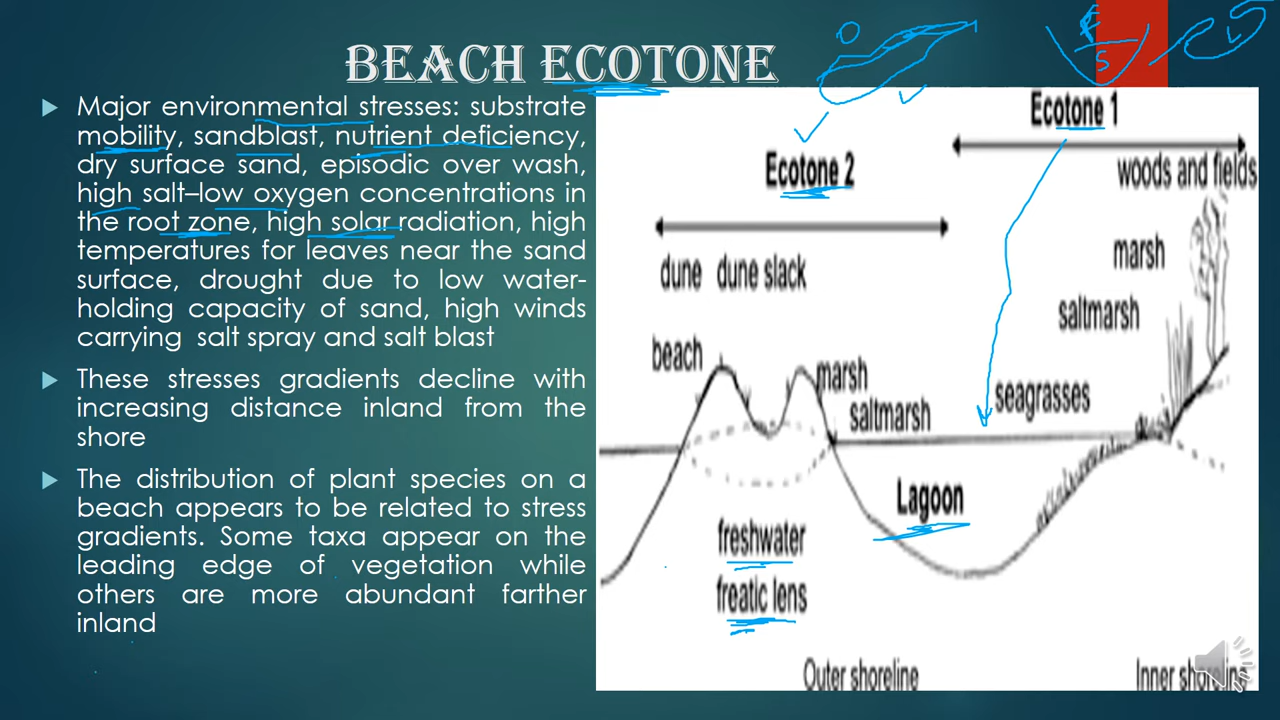 BEACH ECOTONE
Major environmental stresses: substrate
mobility, sandblast, nutrient deficiency,
dry surface sand, episodic over wash,
high salt–low oxygen concentrations in
the root zone, high solar radiation, high
temperatures for leaves near the sand
surface, drought due to low water-
holding capacity of sand, high winds
carrying salt spray and salt blast
These stresses gradients decline with
increasing distance inland from the
shore
The distribution of plant species on a
beach appears to be related to stress
gradients. Some taxa appear on the
leading edge of vegetation while
others are more abundant farther
inland
Ecotone 1
Ecotone 2
woods and fields
marsh
dune dune slack
saltmarsh
beach
marsh
seagrasses
saltmarsh
Lagoon
freshwater
freatic lens
Outer shoreline
Inner shoreline